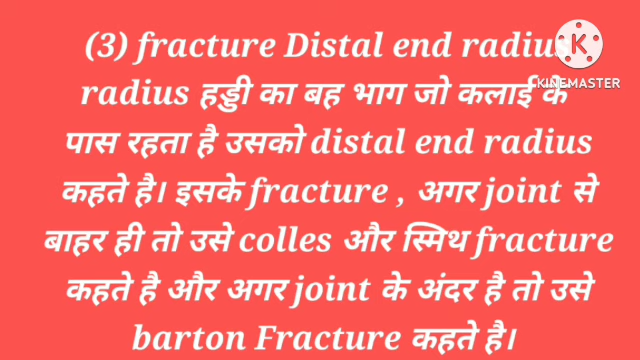 (3) fracture Distal end radius
radius हड्डी का बह भाग जो कलाई के
पास रहता है उसको distal end radius
कहते है। इसके fracture , अगर joint से
बाहर ही तो उसे colles और स्मिथ fracture
कहते है और अगर joint के अंदर है तो उसे
barton Fracture कहते है।
K
KINEMASTER